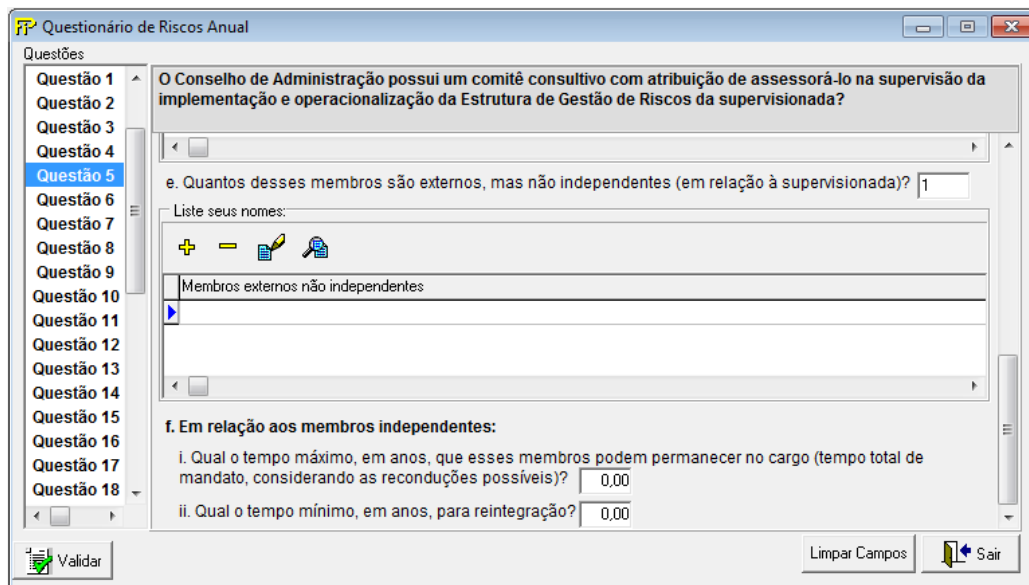 Questionário de Riscos Anual
Questões
Questão 1
Questão 2
Questão 3
Questão 4
Questão 5
Questão 6
Questão 7
Questão 8
Questão 9
Questão 10
Questão 11
Questão 12
Questão 13
Questão 14
Questão 15
Questão 16
Questão 17
Questão 18
O Conselho de Administração possui um comitê consultivo com atribuição de assessorá-lo na supervisão da
implementação e operacionalização da Estrutura de Gestão de Riscos da supervisionada?
e. Quantos desses membros são externos, mas não independentes (em relação à supervisionada)? 1
Liste seus nomes:
Membros externos não independentes
f. Em relação aos membros independentes:
i. Qual o tempo máximo, em anos, que esses membros podem permanecer no cargo (tempo total de
mandato, considerando as reconduções possíveis)? 0,00
ii. Qual o tempo mínimo, em anos, para reintegração? 0,00
Validar
Limpar Campos
Sair